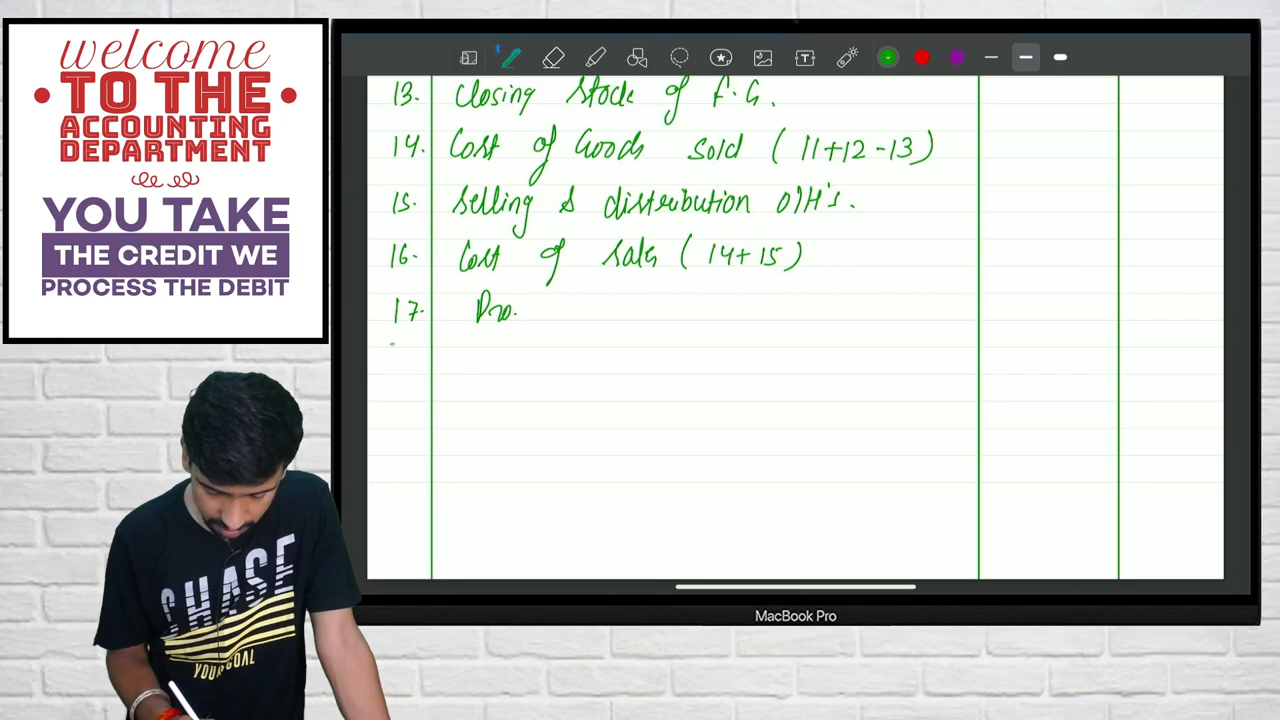 welcome
TO THE
ACCOUNTING
DEPARTMENT
YOU TAKE
THE CREDIT WE
PROCESS THE DEBIT
13. Closing Stock of F.G.
14. Cost of Goods Sold (11+12-13)
15. Selling & distribution O/H's.
16. Cost of Sales (14+15)
17. Pro.
MacBook Pro
CHASE
YOUR GOAL